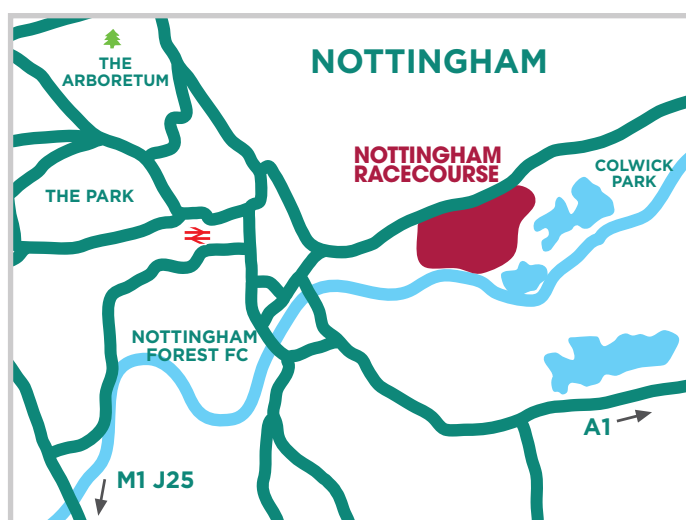 NOTTINGHAM
THE
ARBORETUM
NOTTINGHAM
RACECOURSE
COLWICK
PARK
THE PARK
NOTTINGHAM
FOREST FC
A1
M1 J25